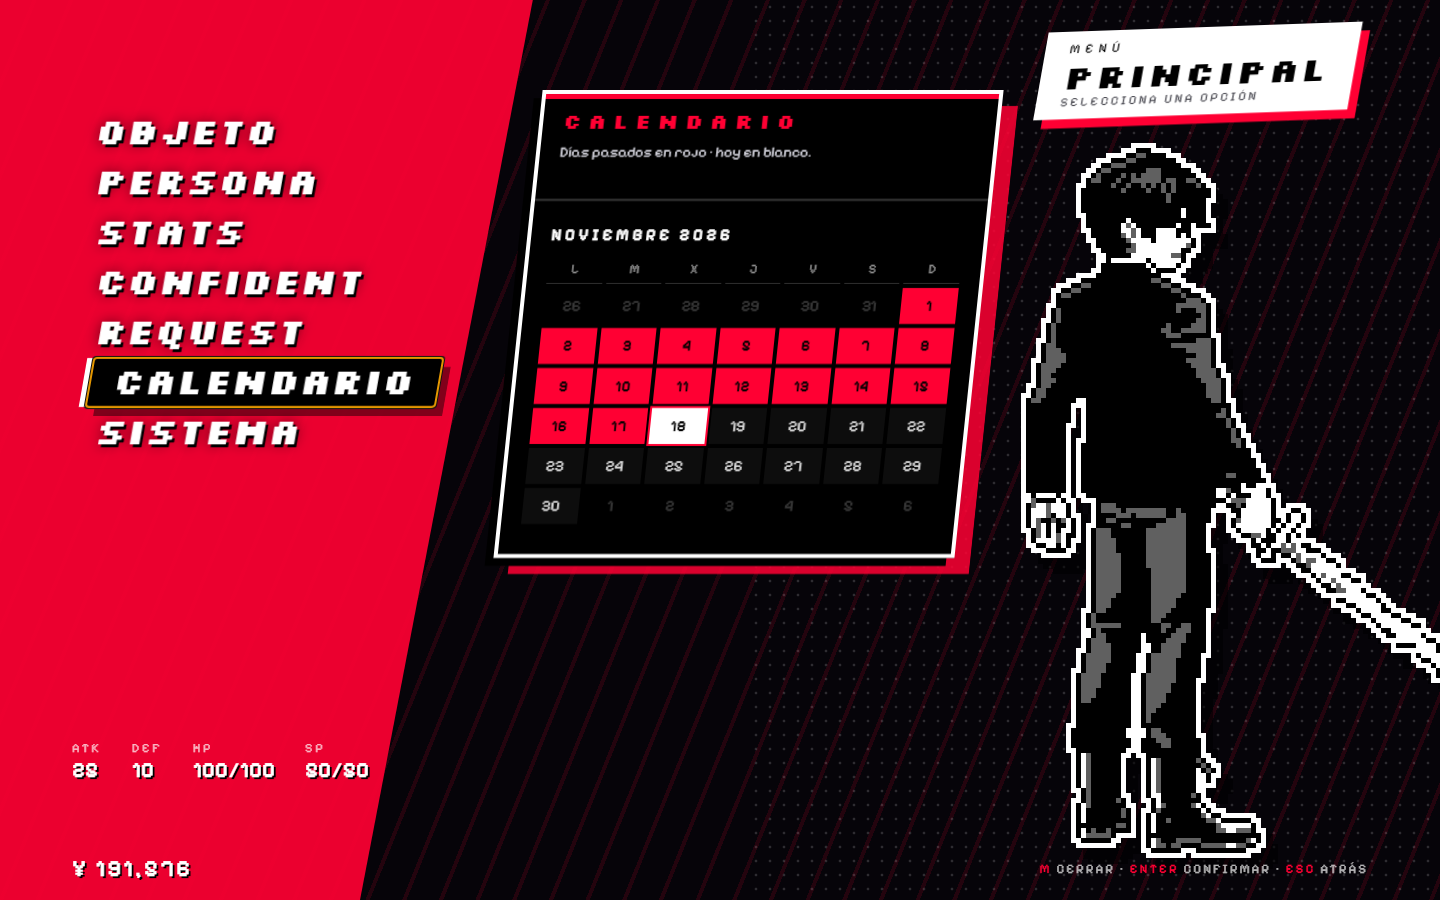 MENÚ
PRINCIPAL
SELECCIONA UNA OPCIÓN
OBJETO
PERSONA
STATS
CONFIDENT
REQUEST
CALENDARIO
SISTEMA
CALENDARIO
Días pasados en rojo · hoy en blanco.
NOVIEMBRE 2026
L M X J V S D
26 27 28 29 30 31 1
2 3 4 5 6 7 8
9 10 11 12 13 14 15
16 17 18 19 20 21 22
23 24 25 26 27 28 29
30 1 2 3 4 5 6
ATK DEF HP SP
25 10 100/100 50/50
¥ 191,576
M CERRAR · ENTER CONFIRMAR · ESC ATRÁS